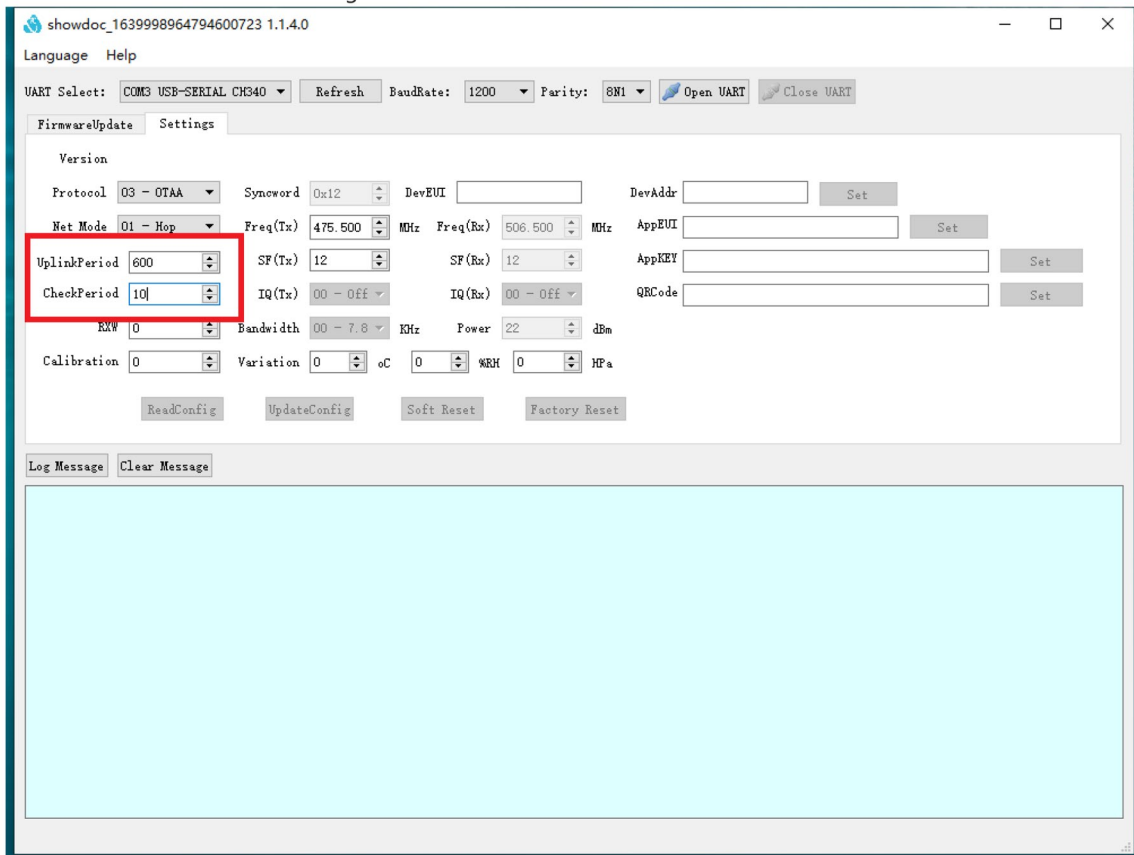 showdoc_1639998964794600723 1.1.4.0
Language Help
UART Select: COM3 USB-SERIAL CH340 Refresh BaudRate: 1200 Parity: 8N1 Open UART Close UART
FirmwareUpdate Settings
Version
Protocol 03 - OTAA Syncword 0x12 DevEUI DevAddr Set
Net Mode 01 - Hop Freq(Tx) 475.500 MHz Freq(Rx) 506.500 MHz AppEUI Set
UplinkPeriod 600 SF(Tx) 12 SF(Rx) 12 AppKEY Set
CheckPeriod 10 IQ(Tx) 00 - Off IQ(Rx) 00 - Off QRCode Set
RXW 0 Bandwidth 00 - 7.8 KHz Power 22 dBm
Calibration 0 Variation 0 oC 0 %RH 0 HPa
ReadConfig UpdateConfig Soft Reset Factory Reset
Log Message Clear Message